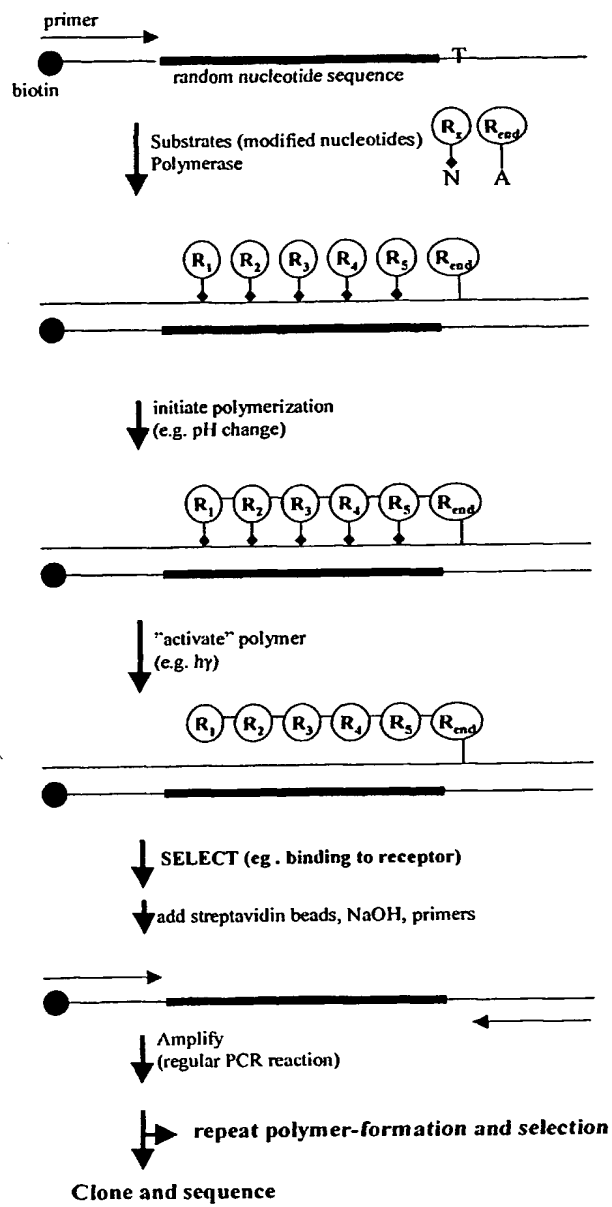 primer
T
random nucleotide sequence
biotin
Substrates (modified nucleotides)
Polymerase
Rx Rend
N A
R1 R2 R3 R4 R5 Rend
initiate polymerization
(e.g. pH change)
R1 R2 R3 R4 R5 Rend
"activate" polymer
(e.g. hγ)
R1 R2 R3 R4 R5 Rend
SELECT (eg. binding to receptor)
add streptavidin beads, NaOH, primers
Amplify
(regular PCR reaction)
repeat polymer-formation and selection
Clone and sequence